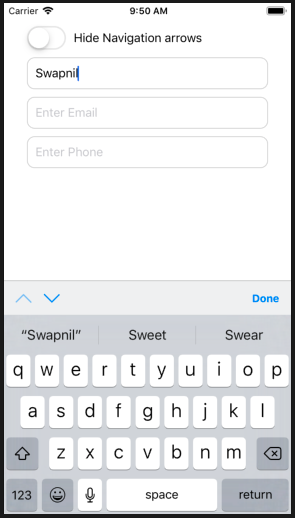 Carrier 9:50 AM
Hide Navigation arrows
Swapnil
Enter Email
Enter Phone
Done
“Swapnil” Sweet Swear
q w e r t y u i o p
a s d f g h j k l
z x c v b n m
123 space return